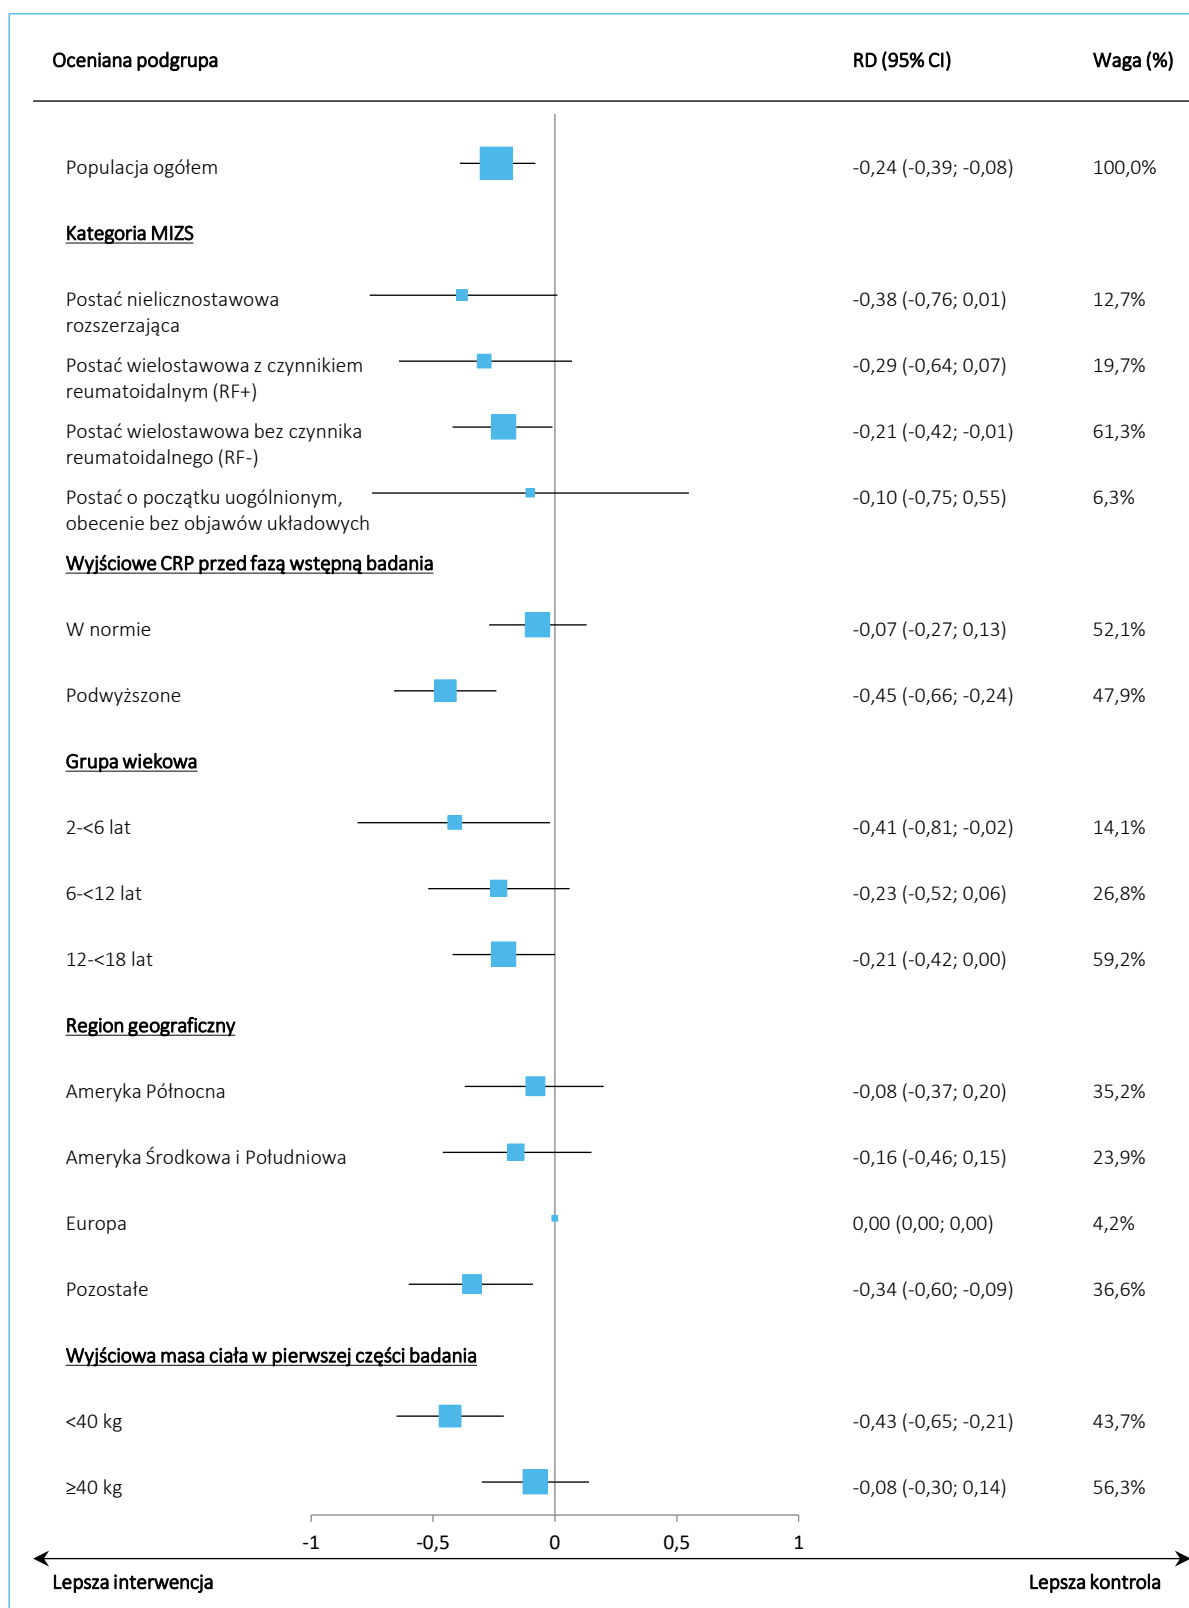 Oceniana podgrupa RD (95% CI) Waga (%)
Populacja ogółem -0,24 (-0,39; -0,08) 100,0%
Kategoria MIZS
Postać nielicznostawowa -0,38 (-0,76; 0,01) 12,7%
rozszerzająca
Postać wielostawowa z czynnikiem -0,29 (-0,64; 0,07) 19,7%
reumatoidalnym (RF+)
Postać wielostawowa bez czynnika -0,21 (-0,42; -0,01) 61,3%
reumatoidalnego (RF-)
Postać o początku uogólnionym, -0,10 (-0,75; 0,55) 6,3%
obecenie bez objawów układowych
Wyjściowe CRP przed fazą wstępną badania
W normie -0,07 (-0,27; 0,13) 52,1%
Podwyższone -0,45 (-0,66; -0,24) 47,9%
Grupa wiekowa
2-<6 lat -0,41 (-0,81; -0,02) 14,1%
6-<12 lat -0,23 (-0,52; 0,06) 26,8%
12-<18 lat -0,21 (-0,42; 0,00) 59,2%
Region geograficzny
Ameryka Północna -0,08 (-0,37; 0,20) 35,2%
Ameryka Środkowa i Południowa -0,16 (-0,46; 0,15) 23,9%
Europa 0,00 (0,00; 0,00) 4,2%
Pozostałe -0,34 (-0,60; -0,09) 36,6%
Wyjściowa masa ciała w pierwszej części badania
<40 kg -0,43 (-0,65; -0,21) 43,7%
≥40 kg -0,08 (-0,30; 0,14) 56,3%
-1 -0,5 0 0,5 1
Lepsza interwencja Lepsza kontrola